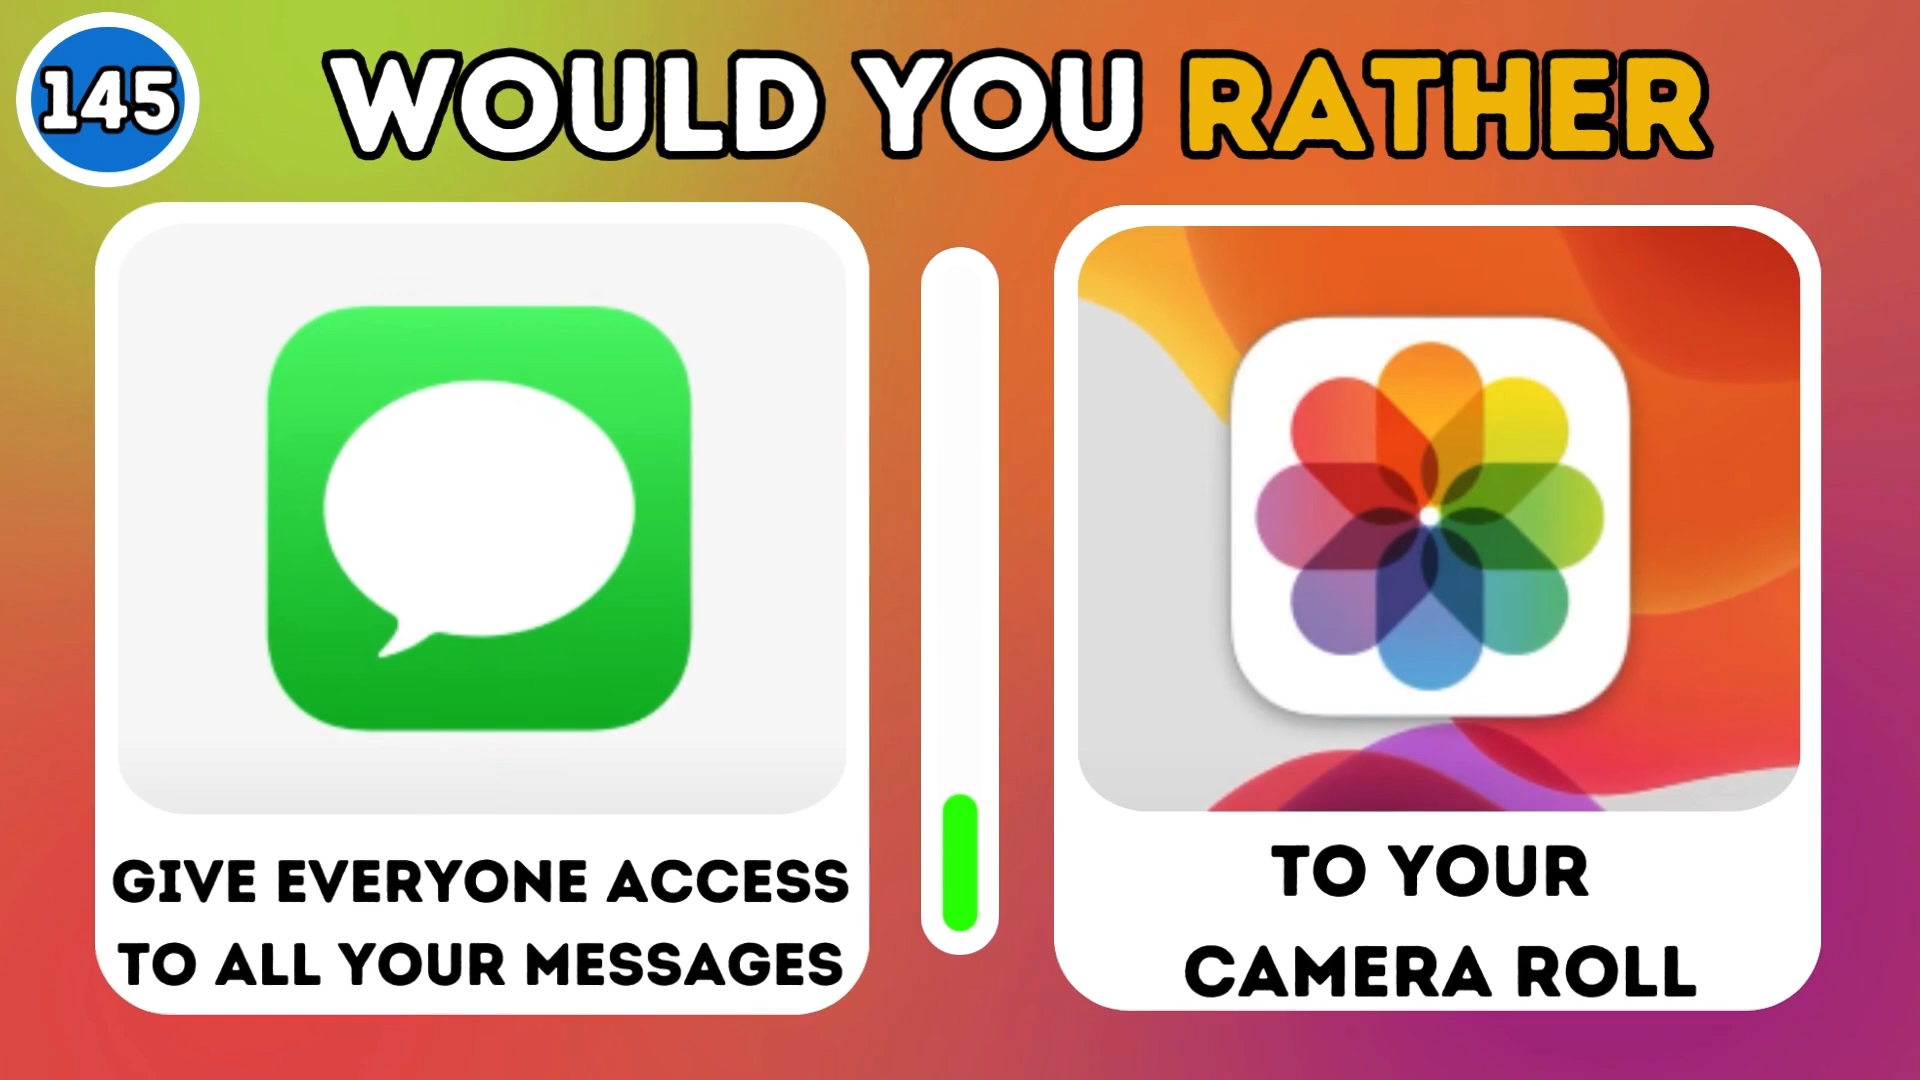 145
WOULD YOU RATHER
GIVE EVERYONE ACCESS
TO ALL YOUR MESSAGES
TO YOUR
CAMERA ROLL